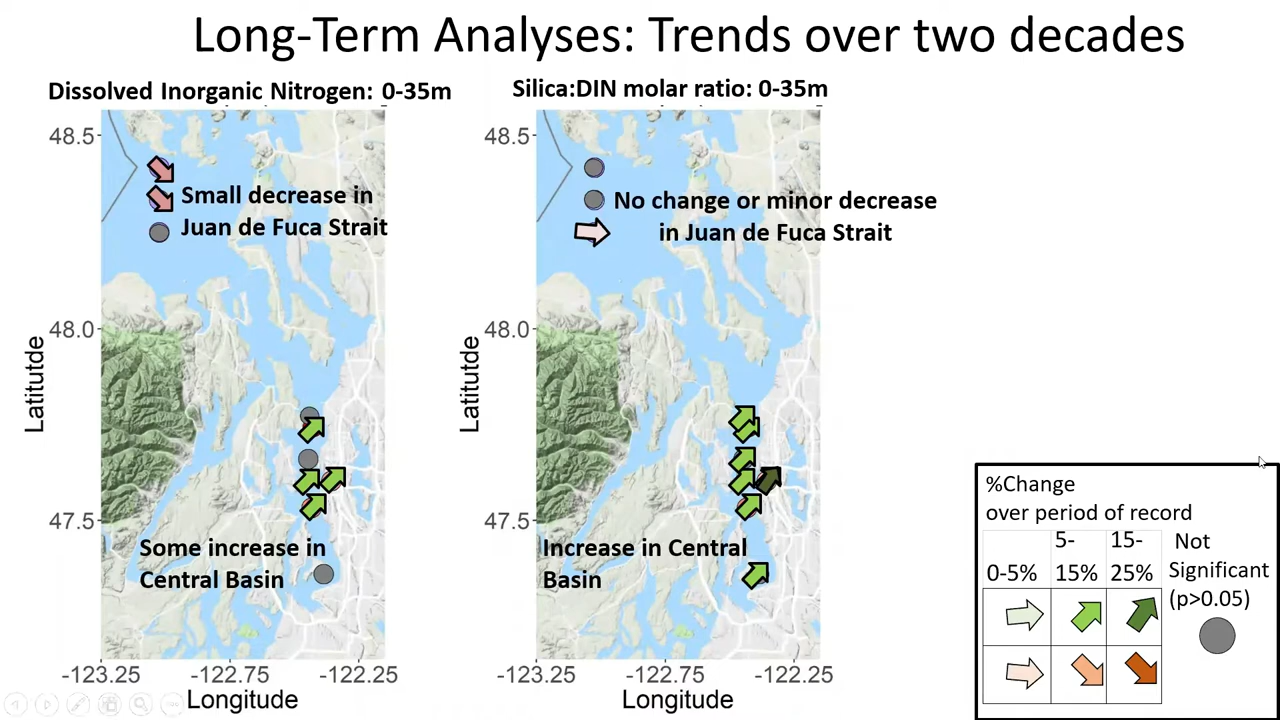 Long-Term Analyses: Trends over two decades
Dissolved Inorganic Nitrogen: 0-35m
Silica:DIN molar ratio: 0-35m
48.5
48.0
47.5
Latitutde
Small decrease in
Juan de Fuca Strait
Some increase in
Central Basin
-123.25 -122.75 -122.25
Longitude
48.5
48.0
47.5
Latitutde
No change or minor decrease
in Juan de Fuca Strait
Increase in Central
Basin
-123.25 -122.75 -122.25
Longitude
%Change
over period of record
0-5%
5-
15%
15-
25%
Not
Significant
(p>0.05)